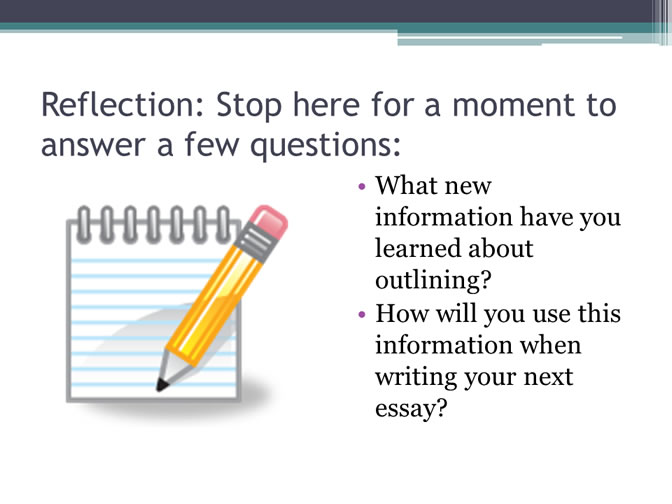 Reflection: Stop here for a moment to
answer a few questions:
• What new
information have you
learned about
outlining?
• How will you use this
information when
writing your next
essay?